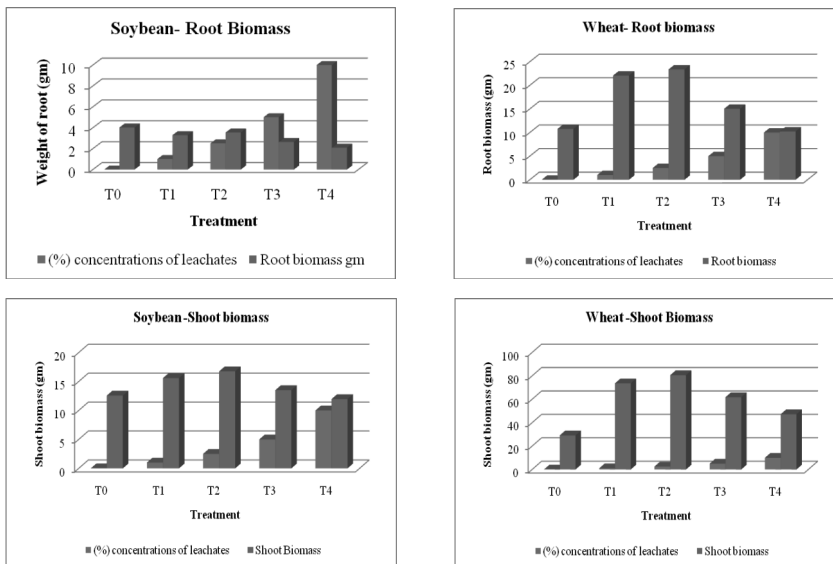 Soybean- Root Biomass
Weight of root (gm)
10
8
6
4
2
0
T0 T1 T2 T3 T4
Treatment
(%) concentrations of leachates Root biomass gm
Wheat- Root biomass
Root biomass (gm)
25
20
15
10
5
0
T0 T1 T2 T3 T4
Treatment
(%) concentrations of leachates Root biomass
Soybean-Shoot biomass
Shoot biomass (gm)
20
15
10
5
0
T0 T1 T2 T3 T4
Treatment
(%) concentrations of leachates Shoot Biomass
Wheat -Shoot Biomass
Shoot biomass (gm)
100
80
60
40
20
0
T0 T1 T2 T3 T4
Treatment
(%) concentrations of leachates Shoot biomass